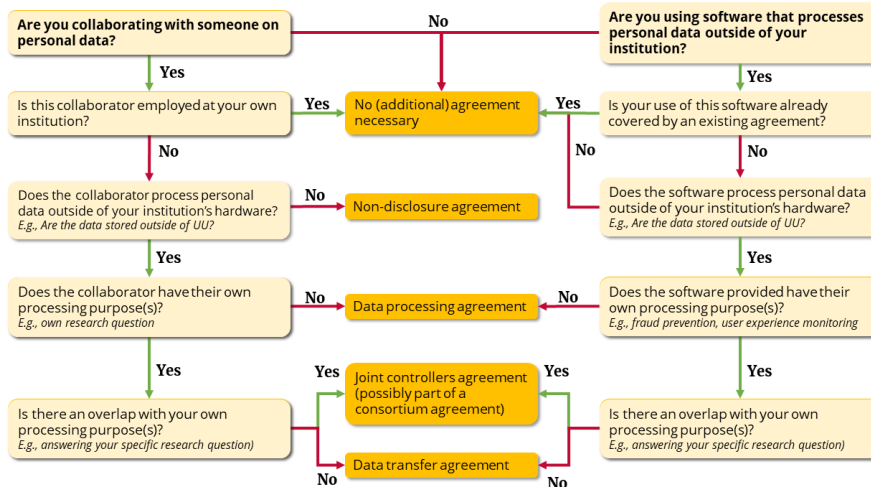 Are you collaborating with someone on
personal data?
No
Are you using software that processes
personal data outside of your
institution?
Yes
Yes
Is this collaborator employed at your own
institution?
Yes
No (additional) agreement
necessary
Yes
Is your use of this software already
covered by an existing agreement?
No
No
No
Does the collaborator process personal
data outside of your institution's hardware?
E.g., Are the data stored outside of UU?
No
Non-disclosure agreement
Does the software process personal data
outside of your institution's hardware?
E.g., Are the data stored outside of UU?
Yes
Yes
Does the collaborator have their own
processing purpose(s)?
E.g., own research question
No
Data processing agreement
No
Does the software provided have their
own processing purpose(s)?
E.g., fraud prevention, user experience monitoring
Yes
Yes
Yes
Joint controllers agreement
(possibly part of a
consortium agreement)
Yes
Is there an overlap with your own
processing purpose(s)?
E.g., answering your specific research question)
Is there an overlap with your own
processing purpose(s)?
E.g., answering your specific research question)
No
Data transfer agreement
No